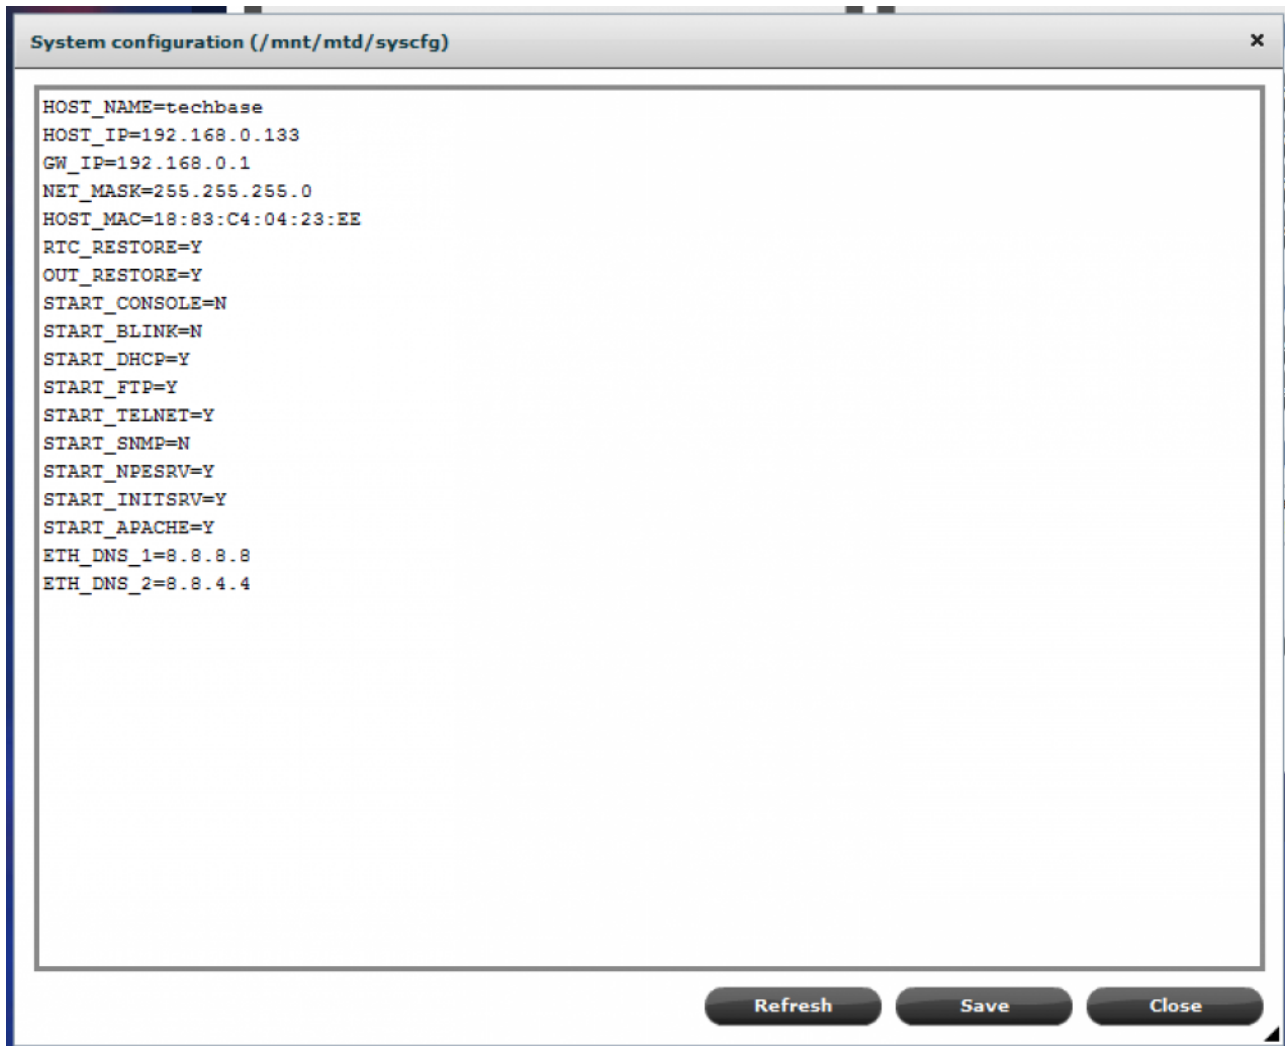 System configuration (/mnt/mtd/syscfg)
HOST_NAME=techbase
HOST_IP=192.168.0.133
GW_IP=192.168.0.1
NET_MASK=255.255.255.0
HOST_MAC=18:83:C4:04:23:EE
RTC_RESTORE=Y
OUT_RESTORE=Y
START_CONSOLE=N
START_BLINK=N
START_DHCP=Y
START_FTP=Y
START_TELNET=Y
START_SNMP=N
START_NPESRV=Y
START_INITSRV=Y
START_APACHE=Y
ETH_DNS_1=8.8.8.8
ETH_DNS_2=8.8.4.4
Refresh Save Close